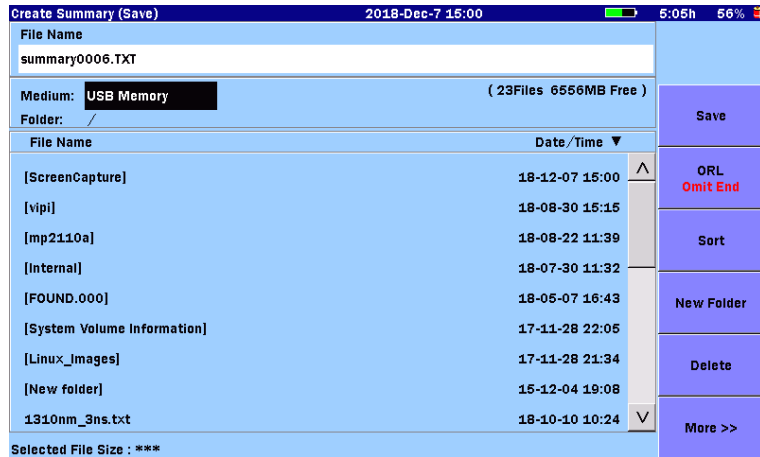 Create Summary (Save) 2018-Dec-7 15:00 5:05h 56%
File Name
summary0006.TXT
Medium: USB Memory ( 23Files 6556MB Free )
Folder: /
File Name Date/Time ▼
[ScreenCapture] 18-12-07 15:00
[vipi] 18-08-30 15:15
[mp2110a] 18-08-22 11:39
[Internal] 18-07-30 11:32
[FOUND.000] 18-05-07 16:43
[System Volume Information] 17-11-28 22:05
[Linux_Images] 17-11-28 21:34
[New folder] 15-12-04 19:08
1310nm_3ns.txt 18-10-10 10:24
Selected File Size : ***
Save
ORL
Omit End
Sort
New Folder
Delete
More >>